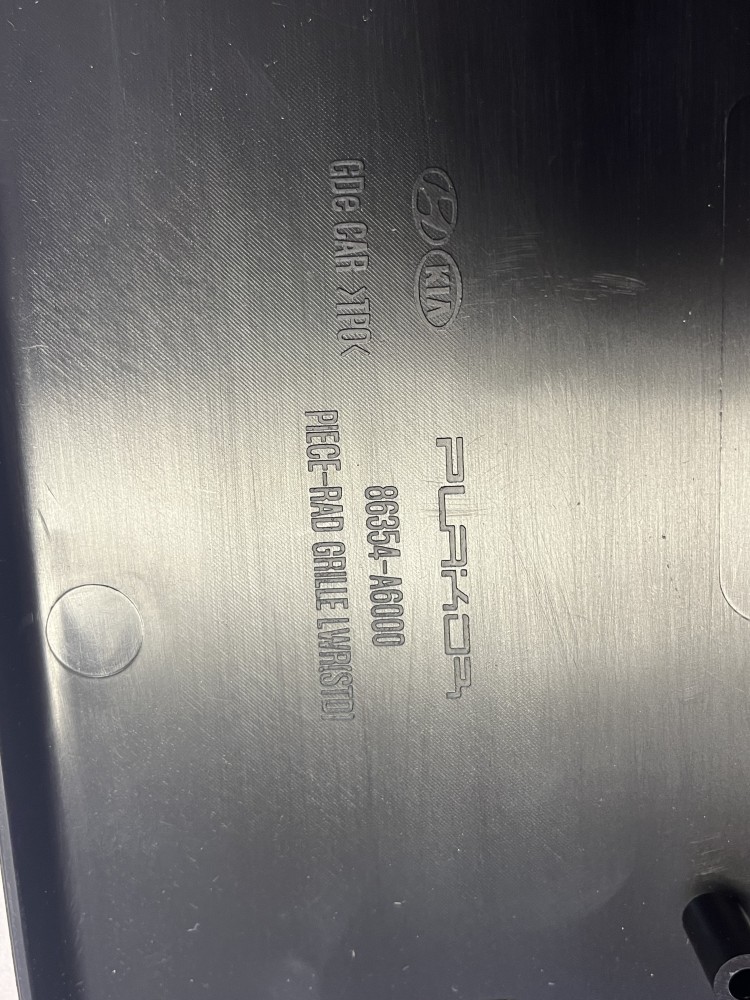 KIA
PLAKOR
GDe CAR >TPO<
86354-A6000
PIECE-RAD GRILLE LWR(STD)